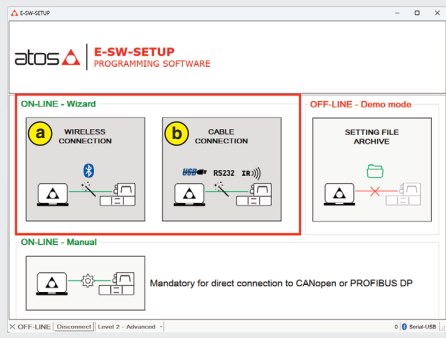 E-SW-SETUP
atos
E-SW-SETUP
PROGRAMMING SOFTWARE
ON-LINE - Wizard
OFF-LINE - Demo mode
a
WIRELESS
CONNECTION
b
CABLE
CONNECTION
USB RS232 IR
SETTING FILE
ARCHIVE
ON-LINE - Manual
Mandatory for direct connection to CANopen or PROFIBUS DP
OFF-LINE Disconnect Level 2 - Advanced 0 Serial-USB